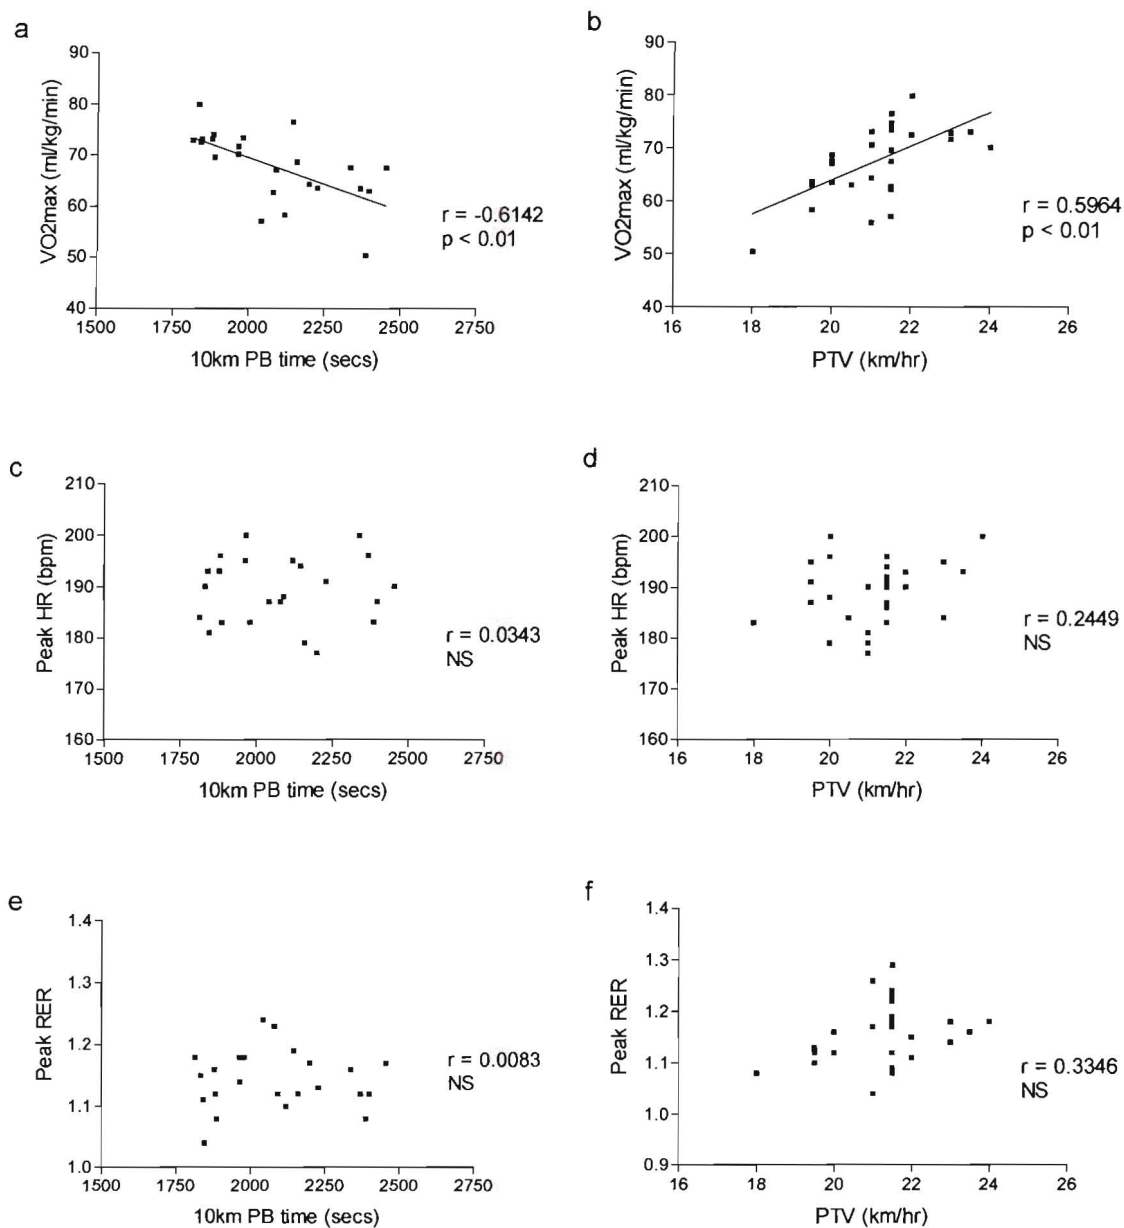 a
90
80
70
60
50
40
VO2max (ml/kg/min)
1500 1750 2000 2250 2500 2750
10km PB time (secs)
r = -0.6142
p < 0.01
b
90
80
70
60
50
40
VO2max (ml/kg/min)
16 18 20 22 24 26
PTV (km/hr)
r = 0.5964
p < 0.01
c
210
200
190
180
170
160
Peak HR (bpm)
1500 1750 2000 2250 2500 2750
10km PB time (secs)
r = 0.0343
NS
d
210
200
190
180
170
160
Peak HR (bpm)
16 18 20 22 24 26
PTV (km/hr)
r = 0.2449
NS
e
1.4
1.3
1.2
1.1
1.0
Peak RER
1500 1750 2000 2250 2500 2750
10km PB time (secs)
r = 0.0083
NS
f
1.4
1.3
1.2
1.1
1.0
0.9
Peak RER
16 18 20 22 24 26
PTV (km/hr)
r = 0.3346
NS